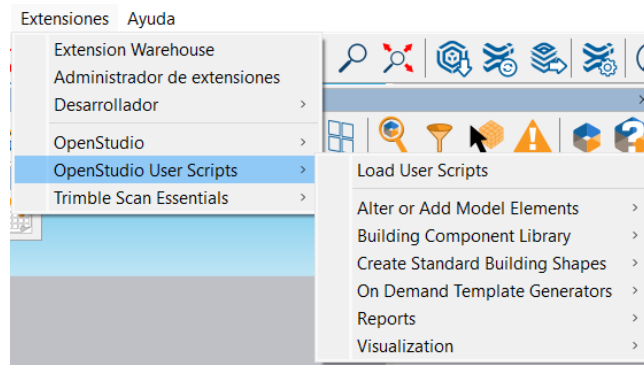 Extensiones Ayuda
Extension Warehouse
Administrador de extensiones
Desarrollador
OpenStudio
OpenStudio User Scripts
Trimble Scan Essentials
Load User Scripts
Alter or Add Model Elements
Building Component Library
Create Standard Building Shapes
On Demand Template Generators
Reports
Visualization